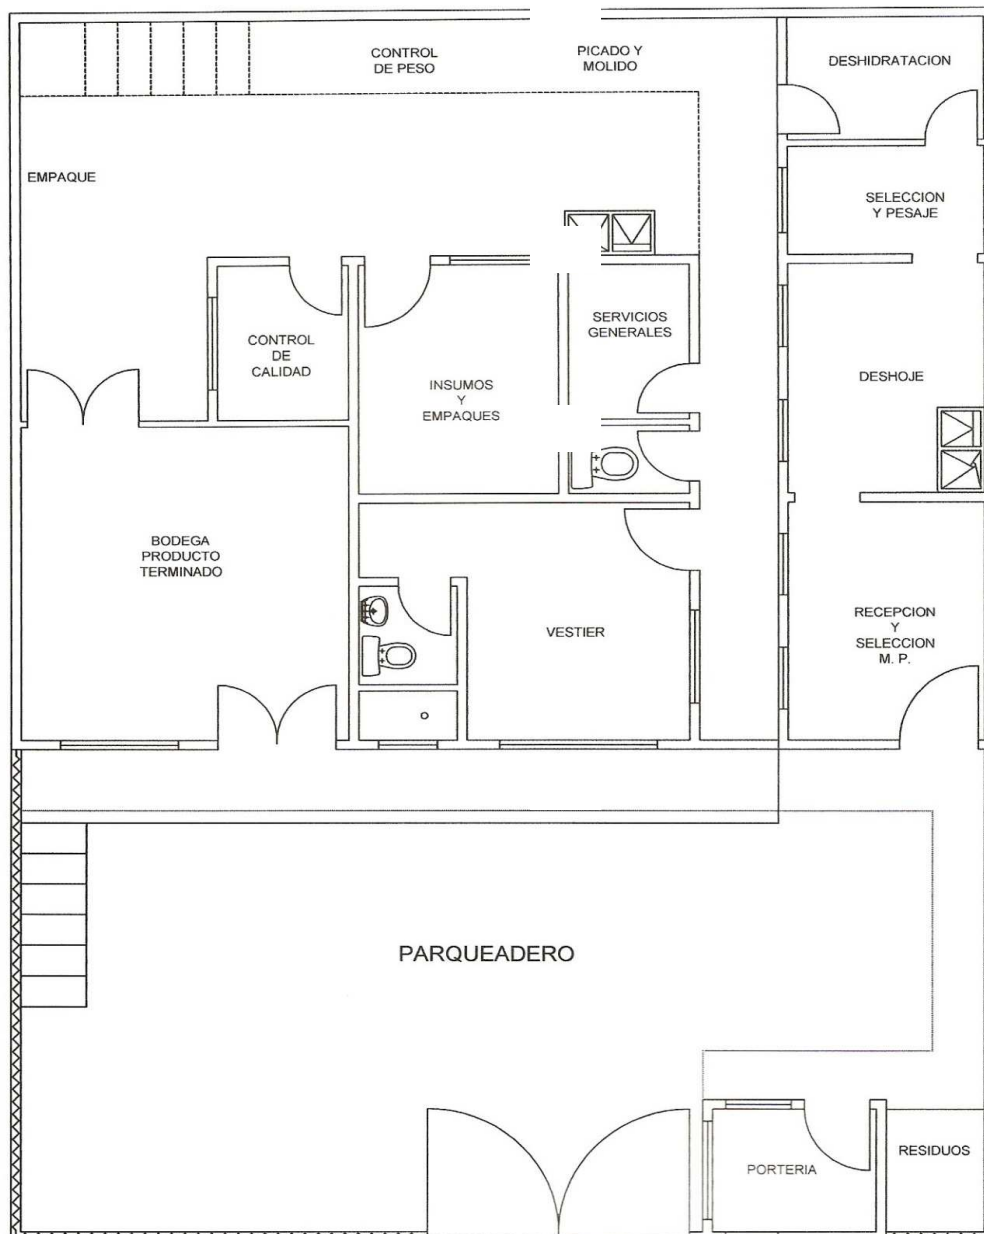 CONTROL
DE PESO
PICADO Y
MOLIDO
DESHIDRATACION
EMPAQUE
SELECCION
Y PESAJE
CONTROL
DE
CALIDAD
INSUMOS
Y
EMPAQUES
SERVICIOS
GENERALES
DESHOJE
BODEGA
PRODUCTO
TERMINADO
VESTIER
RECEPCION
Y
SELECCION
M. P.
PARQUEADERO
PORTERIA
RESIDUOS